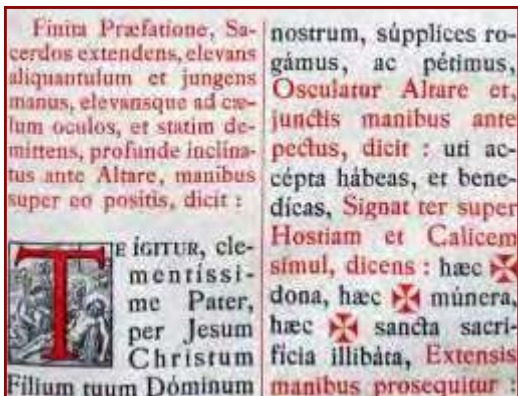 Finita Præfatione, Sa-
cerdos extendens, elevans
aliquantulum et jungens
manus, elevansque ad cæ-
lum oculos, et statim de-
mittens, profunde inclina-
tus ante Altare, manibus
super eo positis, dicit :
TE IGITUR, cle-
mentíssi-
me Pater,
per Jesum
Christum
Fílium tuum Dóminum
nostrum, súpplices ro-
gámus, ac pétimus,
Osculatur Altare et,
junctis manibus ante
pectus, dicit : uti ac-
cépta hábeas, et bene-
dícas, Signat ter super
Hostiam et Calicem
simul, dicens : hæc ✠
dona, hæc ✠ múnera,
hæc ✠ sancta sacri-
fícia illibáta, Extensis
manibus prosequitur :